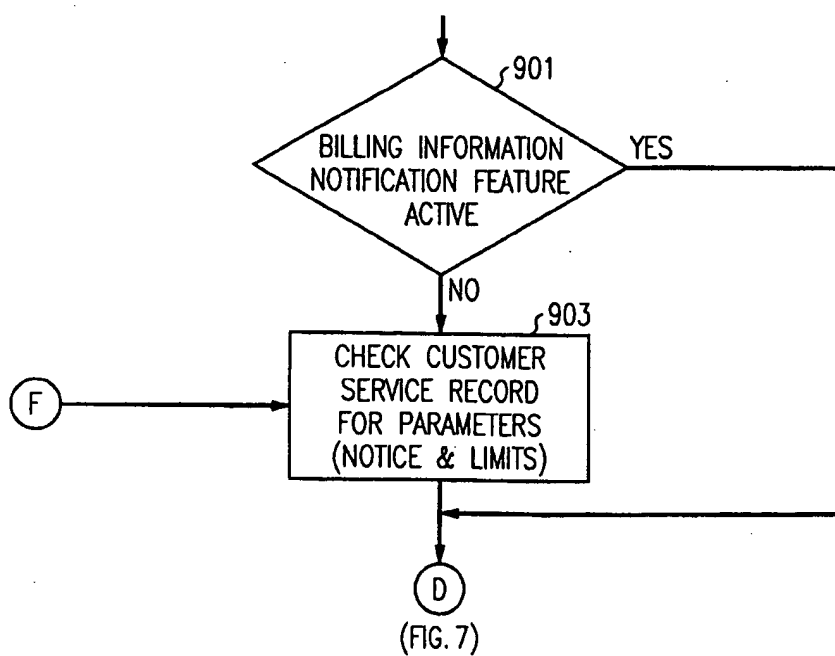 901
BILLING INFORMATION
NOTIFICATION FEATURE
ACTIVE
YES
NO
903
CHECK CUSTOMER
SERVICE RECORD
FOR PARAMETERS
(NOTICE & LIMITS)
F
D
(FIG. 7)